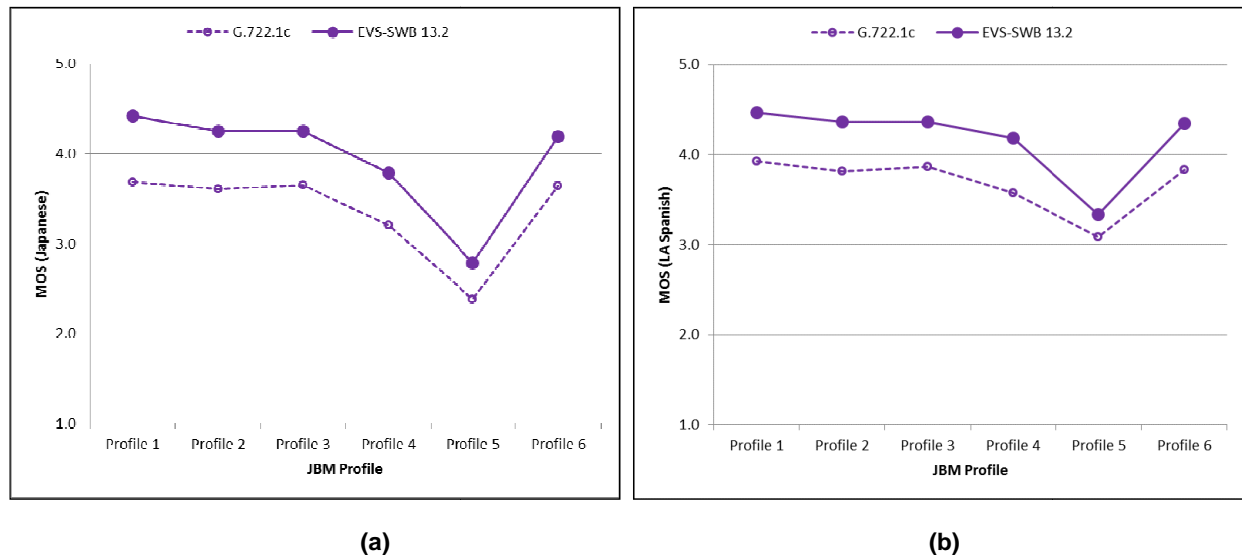 G.722.1c EVS-SWB 13.2
5.0
4.0
3.0
2.0
1.0
MOS (Japanese)
Profile 1 Profile 2 Profile 3 Profile 4 Profile 5 Profile 6
JBM Profile
(a)
G.722.1c EVS-SWB 13.2
5.0
4.0
3.0
2.0
1.0
MOS (LA Spanish)
Profile 1 Profile 2 Profile 3 Profile 4 Profile 5 Profile 6
JBM Profile
(b)